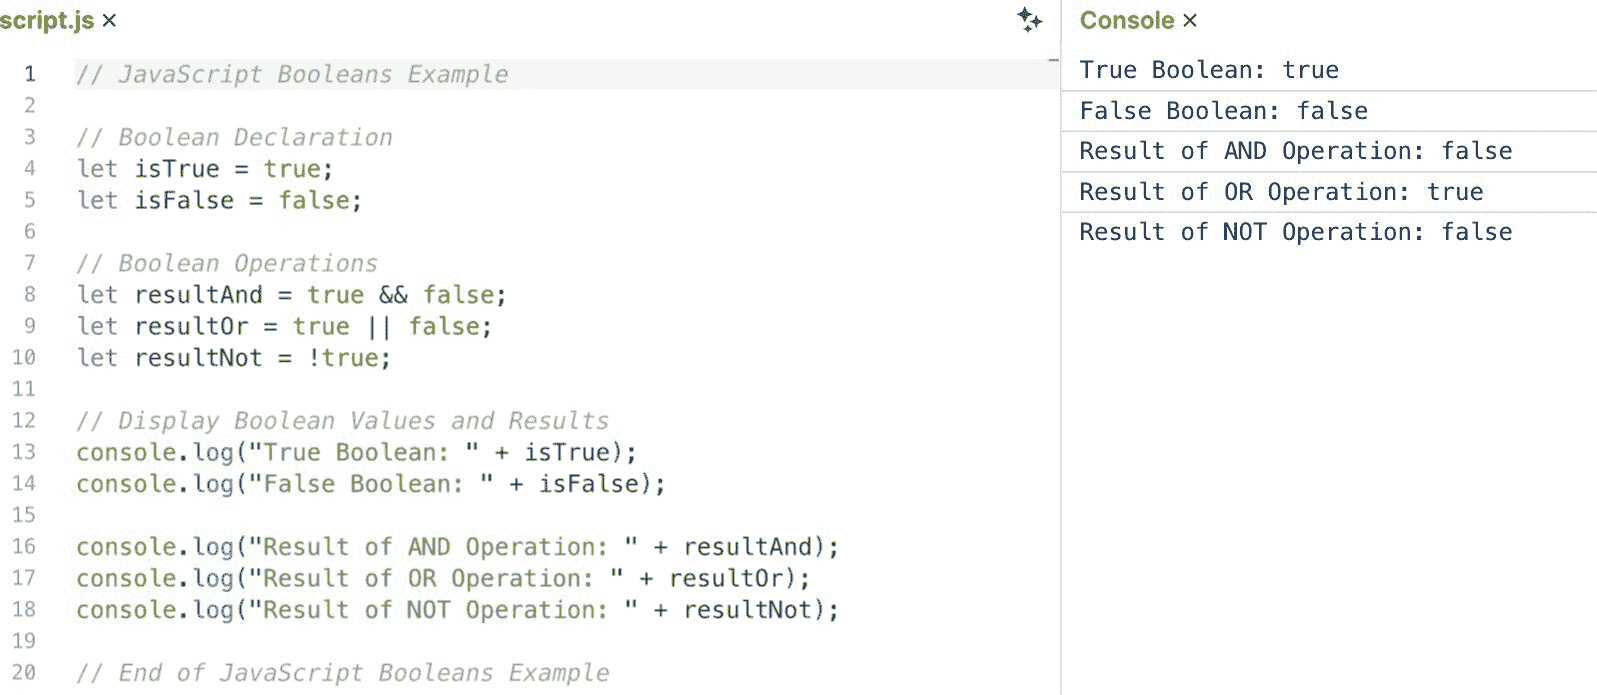 script.js ×
1 // JavaScript Booleans Example
2
3 // Boolean Declaration
4 let isTrue = true;
5 let isFalse = false;
6
7 // Boolean Operations
8 let resultAnd = true && false;
9 let resultOr = true || false;
10 let resultNot = !true;
11
12 // Display Boolean Values and Results
13 console.log("True Boolean: " + isTrue);
14 console.log("False Boolean: " + isFalse);
15
16 console.log("Result of AND Operation: " + resultAnd);
17 console.log("Result of OR Operation: " + resultOr);
18 console.log("Result of NOT Operation: " + resultNot);
19
20 // End of JavaScript Booleans Example
Console ×
True Boolean: true
False Boolean: false
Result of AND Operation: false
Result of OR Operation: true
Result of NOT Operation: false